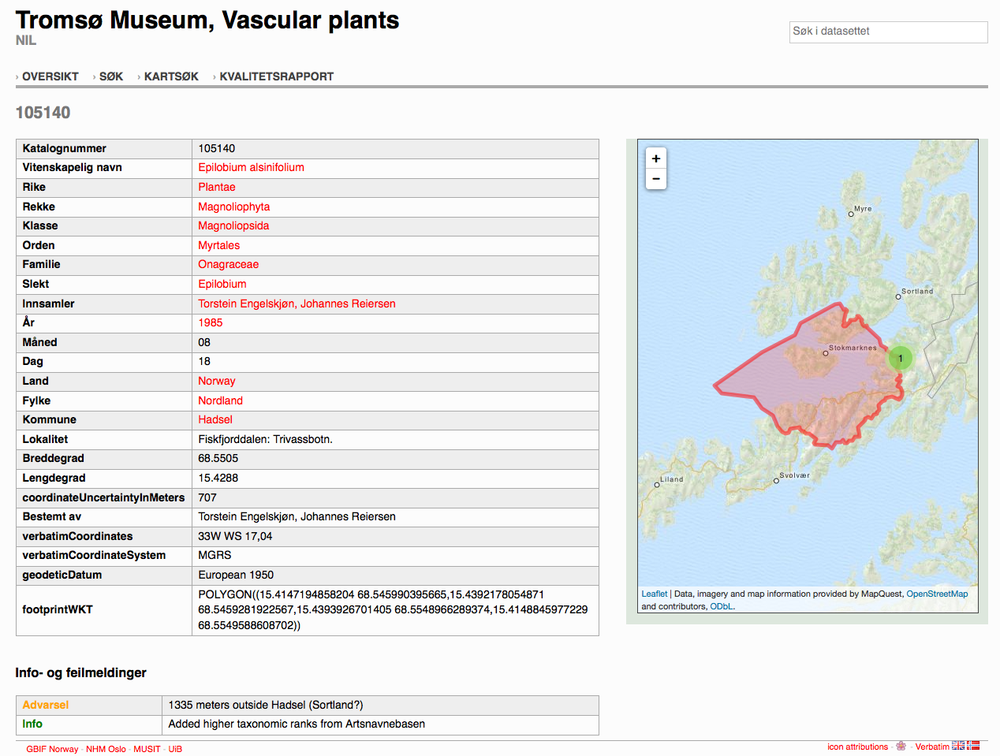 Tromsø Museum, Vascular plants
NIL
Søk i datasettet
› OVERSIKT › SØK › KARTSØK › KVALITETSRAPPORT
105140
Katalognummer 105140
Vitenskapelig navn Epilobium alsinifolium
Rike Plantae
Rekke Magnoliophyta
Klasse Magnoliopsida
Orden Myrtales
Familie Onagraceae
Slekt Epilobium
Innsamler Torstein Engelskjøn, Johannes Reiersen
År 1985
Måned 08
Dag 18
Land Norway
Fylke Nordland
Kommune Hadsel
Lokalitet Fiskfjorddalen: Trivassbotn.
Breddegrad 68.5505
Lengdegrad 15.4288
coordinateUncertaintyInMeters 707
Bestemt av Torstein Engelskjøn, Johannes Reiersen
verbatimCoordinates 33W WS 17,04
verbatimCoordinateSystem MGRS
geodeticDatum European 1950
footprintWKT POLYGON((15.4147194858204 68.545990395665,15.4392178054871
68.5459281922567,15.4393926701405 68.5548966289374,15.4148845977229
68.5549588608702))
+
−
Myre
Sortland
Stokmarknes
1
Svolvær
Liland
Leaflet | Data, imagery and map information provided by MapQuest, OpenStreetMap
and contributors, ODbL.
Info- og feilmeldinger
Advarsel 1335 meters outside Hadsel (Sortland?)
Info Added higher taxonomic ranks from Artsnavnebasen
GBIF Norway · NHM Oslo · MUSIT · UiB
icon attributions · · Verbatim